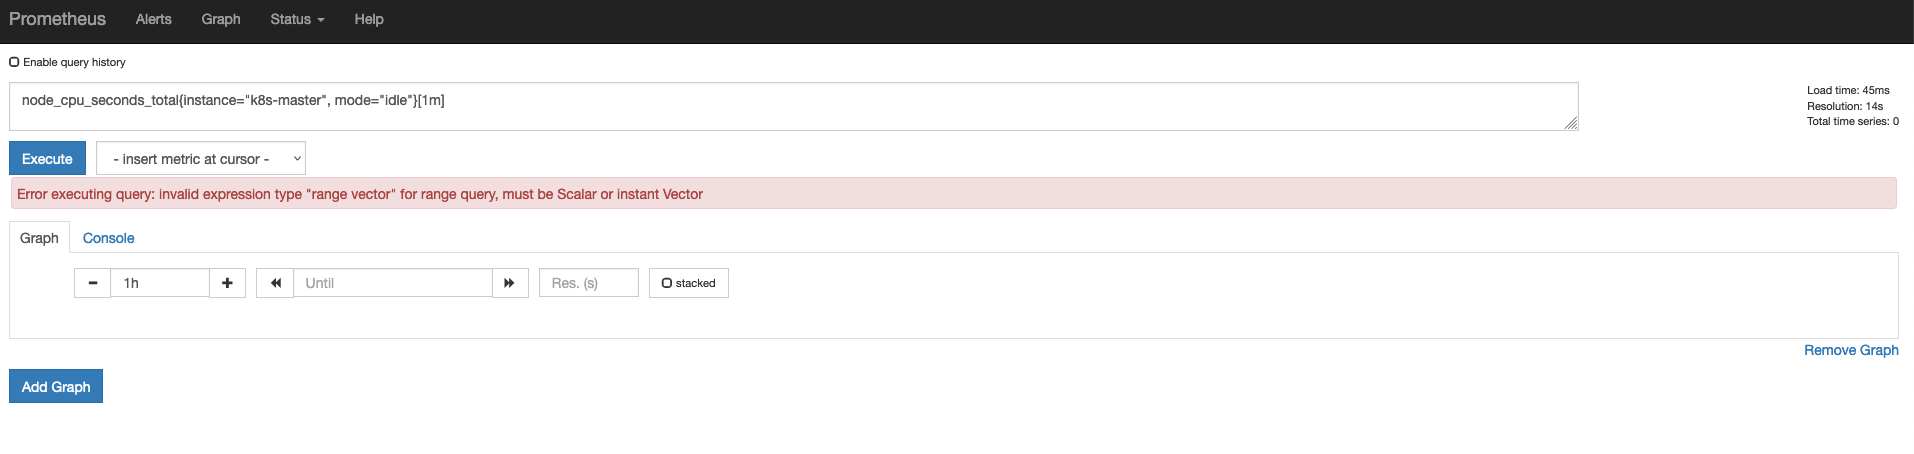 Prometheus Alerts Graph Status Help
Enable query history
node_cpu_seconds_total{instance="k8s-master", mode="idle"}[1m]
Load time: 45ms
Resolution: 14s
Total time series: 0
Execute - insert metric at cursor -
Error executing query: invalid expression type "range vector" for range query, must be Scalar or instant Vector
Graph Console
1h Until Res. (s) stacked
Remove Graph
Add Graph